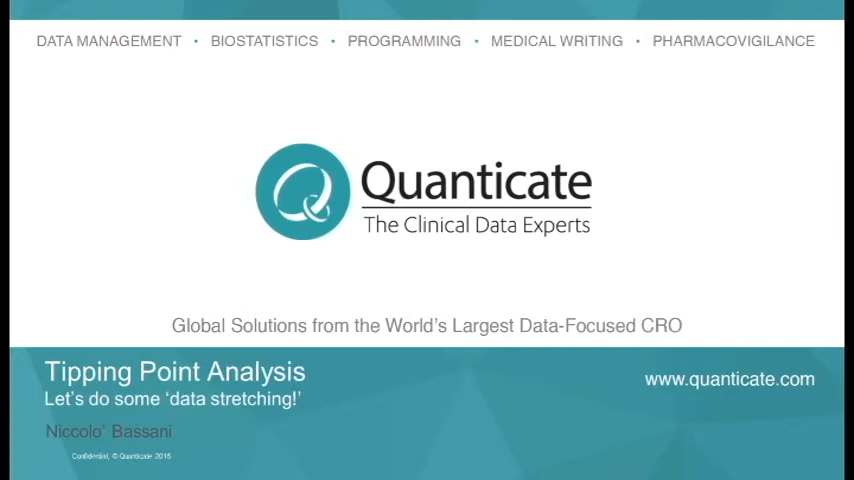 DATA MANAGEMENT • BIOSTATISTICS • PROGRAMMING • MEDICAL WRITING • PHARMACOVIGILANCE
Quanticate
The Clinical Data Experts
Global Solutions from the World's Largest Data-Focused CRO
Tipping Point Analysis
Let's do some 'data stretching!'
www.quanticate.com
Niccolo' Bassani
Confidential, © Quanticate 2016